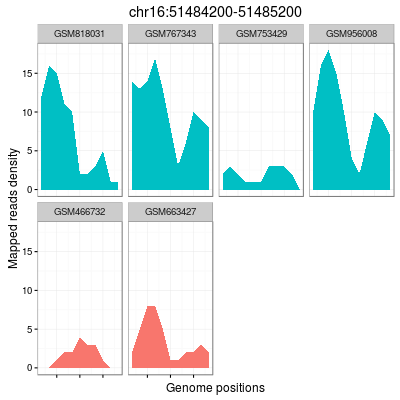 chr16:51484200-51485200
GSM818031 GSM767343 GSM753429 GSM956008
15
10
5
0
GSM466732 GSM663427
15
10
5
0
Mapped reads density
Genome positions